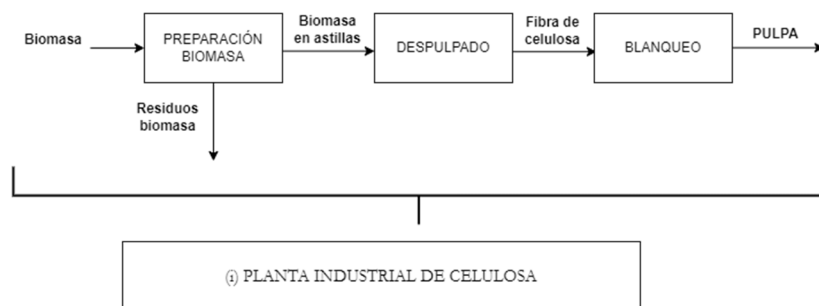 Biomasa
PREPARACIÓN
BIOMASA
Biomasa
en astillas
DESPULPADO
Fibra de
celulosa
BLANQUEO
PULPA
Residuos
biomasa
(i) PLANTA INDUSTRIAL DE CELULOSA